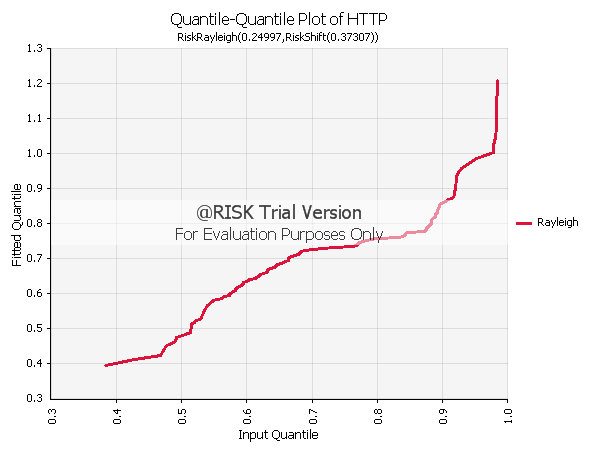 Quantile-Quantile Plot of HTTP
RiskRayleigh(0.24997,RiskShift(0.37307))
1.3
1.2
1.1
1.0
0.9
0.8
0.7
0.6
0.5
0.4
0.3
Fitted Quantile
@RISK Trial Version
For Evaluation Purposes Only
Rayleigh
0.3
0.4
0.5
0.6
0.7
0.8
0.9
1.0
Input Quantile